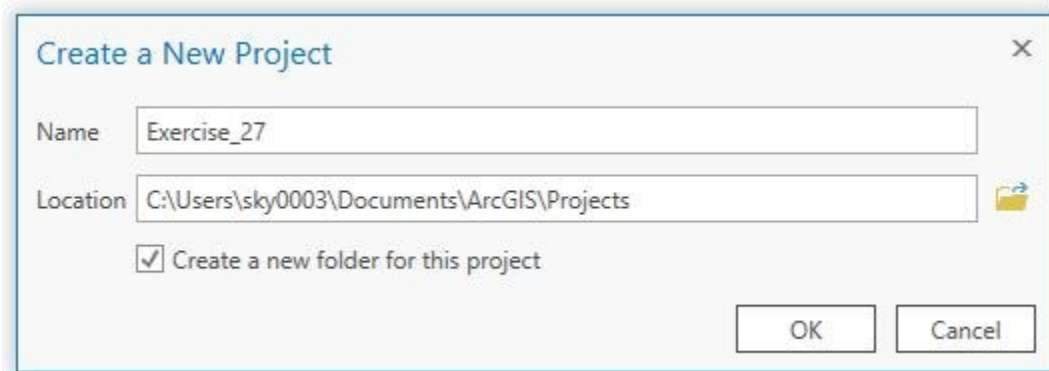 Create a New Project
Name Exercise_27
Location C:\Users\sky0003\Documents\ArcGIS\Projects
Create a new folder for this project
OK Cancel